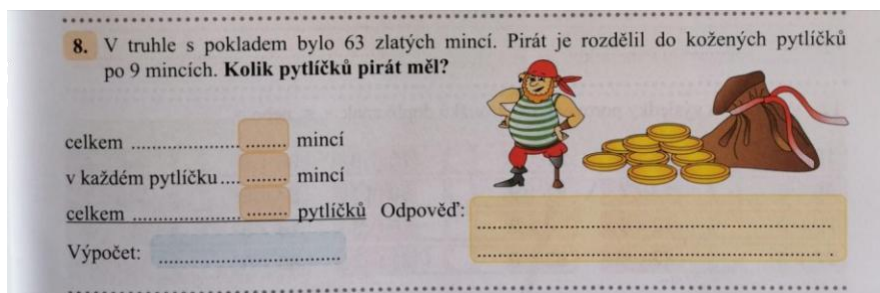 8. V truhle s pokladem bylo 63 zlatých mincí. Pirát je rozdělil do kožených pytlíčků
po 9 mincích. Kolik pytlíčků pirát měl?
celkem .......................... mincí
v každém pytlíčku ........... mincí
celkem .......................... pytlíčků Odpověď: ..............................................................
Výpočet: ................................ .............................................................. .